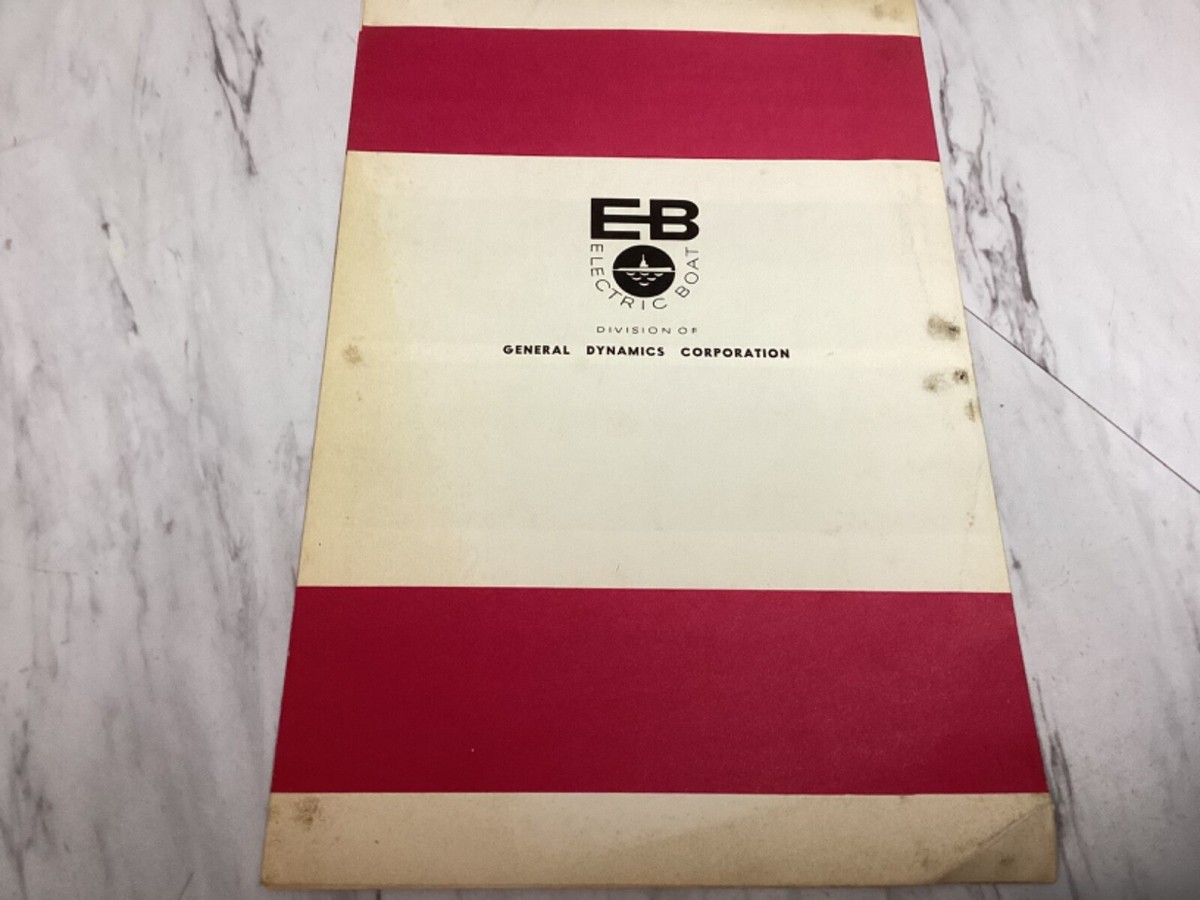 EB
ELECTRIC BOAT
DIVISION OF
GENERAL DYNAMICS CORPORATION